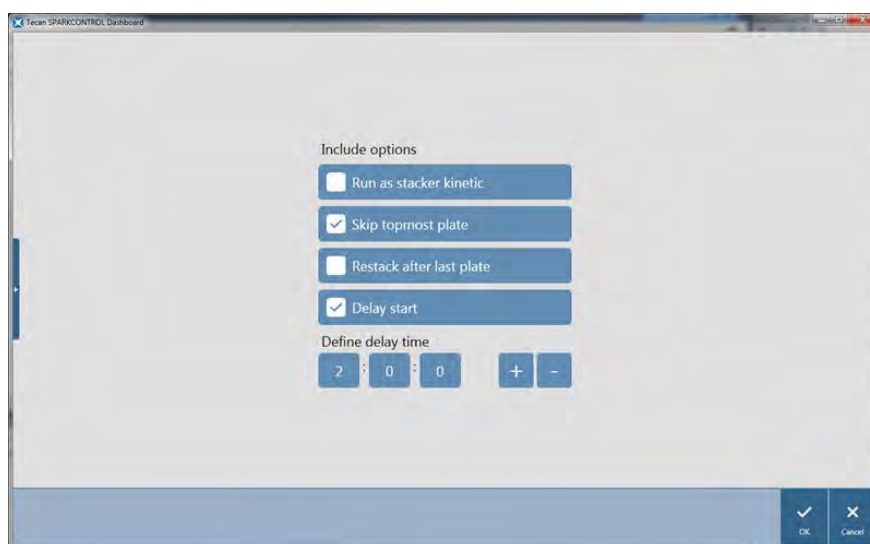 Tecan SPARKCONTROL Dashboard
Include options
Run as stacker kinetic
Skip topmost plate
Restack after last plate
Delay start
Define delay time
2 : 0 : 0 + -
OK Cancel